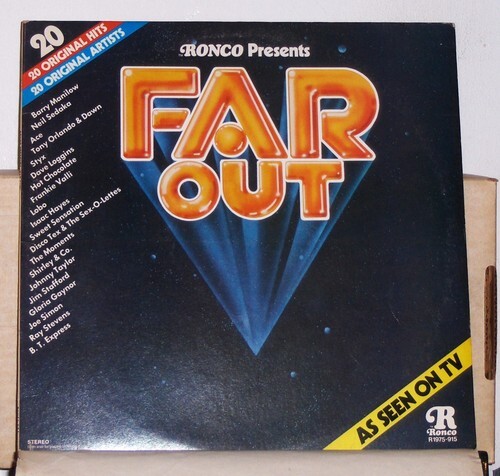 20
20 ORIGINAL HITS
20 ORIGINAL ARTISTS
RONCO Presents
FAR
OUT
Barry Manilow
Neil Sedaka
Ace
Tony Orlando & Dawn
Styx
Dave Loggins
Hot Chocolate
Frankie Valli
Lobo
Isaac Hayes
Sweet Sensation
Disco Tex & The Sex-O-Lettes
The Moments
Shirley & Co.
Johnny Taylor
Jim Stafford
Gloria Gaynor
Joe Simon
Ray Stevens
B. T. Express
AS SEEN ON TV
STEREO
R
Ronco
R1975-915